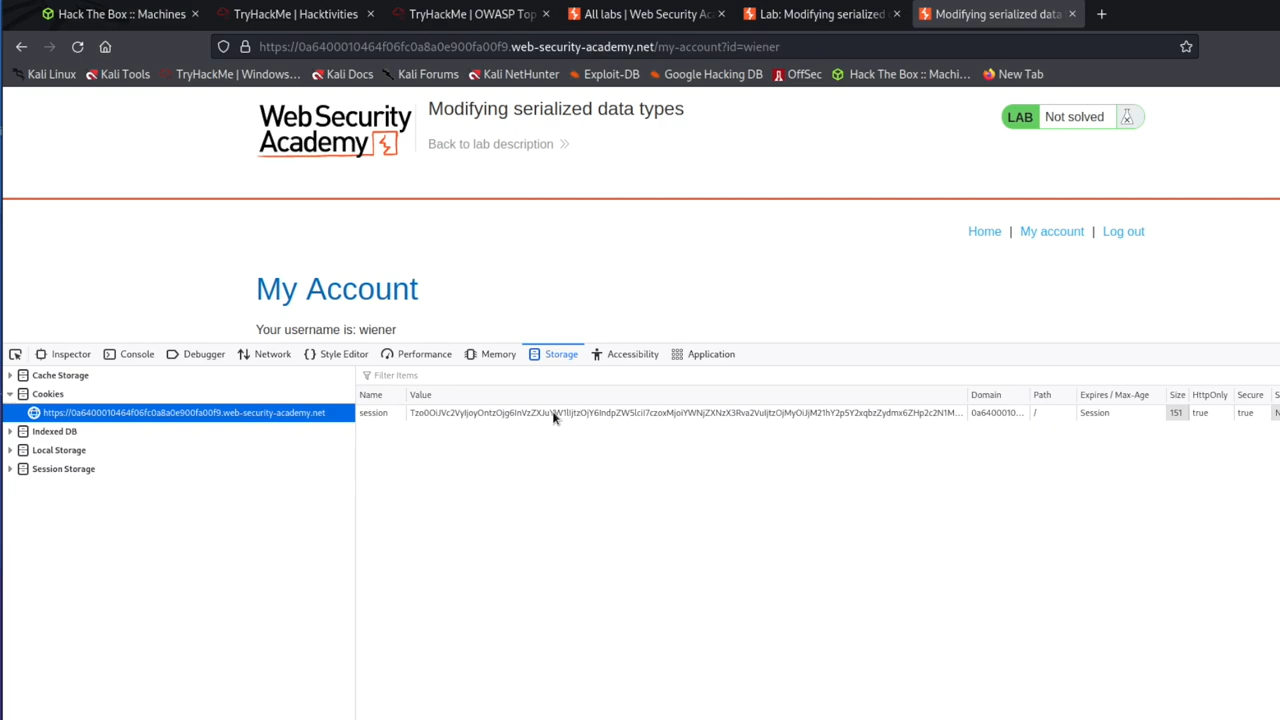 Hack The Box :: Machines TryHackMe | Hacktivities TryHackMe | OWASP Top All labs | Web Security Ac Lab: Modifying serialized Modifying serialized data
https://0a6400010464f06fc0a8a0e900fa00f9.web-security-academy.net/my-account?id=wiener
Kali Linux Kali Tools TryHackMe | Windows… Kali Docs Kali Forums Kali NetHunter Exploit-DB Google Hacking DB OffSec Hack The Box :: Machi… New Tab
Web Security Academy
Modifying serialized data types
Back to lab description
LAB Not solved
Home | My account | Log out
My Account
Your username is: wiener
Inspector Console Debugger Network Style Editor Performance Memory Storage Accessibility Application
Cache Storage
Cookies
https://0a6400010464f06fc0a8a0e900fa00f9.web-security-academy.net
Indexed DB
Local Storage
Session Storage
Filter Items
Name Value Domain Path Expires / Max-Age Size HttpOnly Secure S
session 0a6400010… / Session 151 true true N